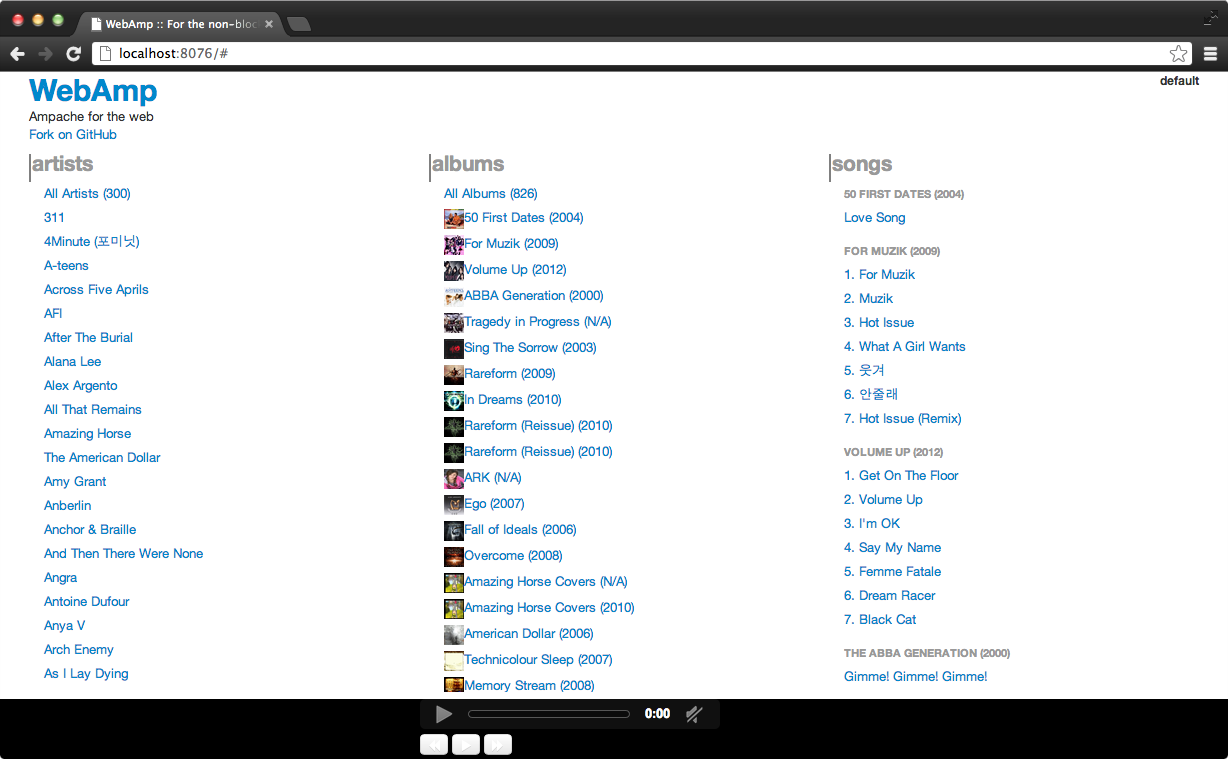 WebAmp :: For the non-bloc
localhost:8076/#
default
WebAmp
Ampache for the web
Fork on GitHub
artists
All Artists (300)
311
4Minute (포미닛)
A-teens
Across Five Aprils
AFI
After The Burial
Alana Lee
Alex Argento
All That Remains
Amazing Horse
The American Dollar
Amy Grant
Anberlin
Anchor & Braille
And Then There Were None
Angra
Antoine Dufour
Anya V
Arch Enemy
As I Lay Dying
albums
All Albums (826)
50 First Dates (2004)
For Muzik (2009)
Volume Up (2012)
ABBA Generation (2000)
Tragedy in Progress (N/A)
Sing The Sorrow (2003)
Rareform (2009)
In Dreams (2010)
Rareform (Reissue) (2010)
Rareform (Reissue) (2010)
ARK (N/A)
Ego (2007)
Fall of Ideals (2006)
Overcome (2008)
Amazing Horse Covers (N/A)
Amazing Horse Covers (2010)
American Dollar (2006)
Technicolour Sleep (2007)
Memory Stream (2008)
songs
50 FIRST DATES (2004)
Love Song
FOR MUZIK (2009)
1. For Muzik
2. Muzik
3. Hot Issue
4. What A Girl Wants
5. 웃겨
6. 안줄래
7. Hot Issue (Remix)
VOLUME UP (2012)
1. Get On The Floor
2. Volume Up
3. I'm OK
4. Say My Name
5. Femme Fatale
6. Dream Racer
7. Black Cat
THE ABBA GENERATION (2000)
Gimme! Gimme! Gimme!
0:00